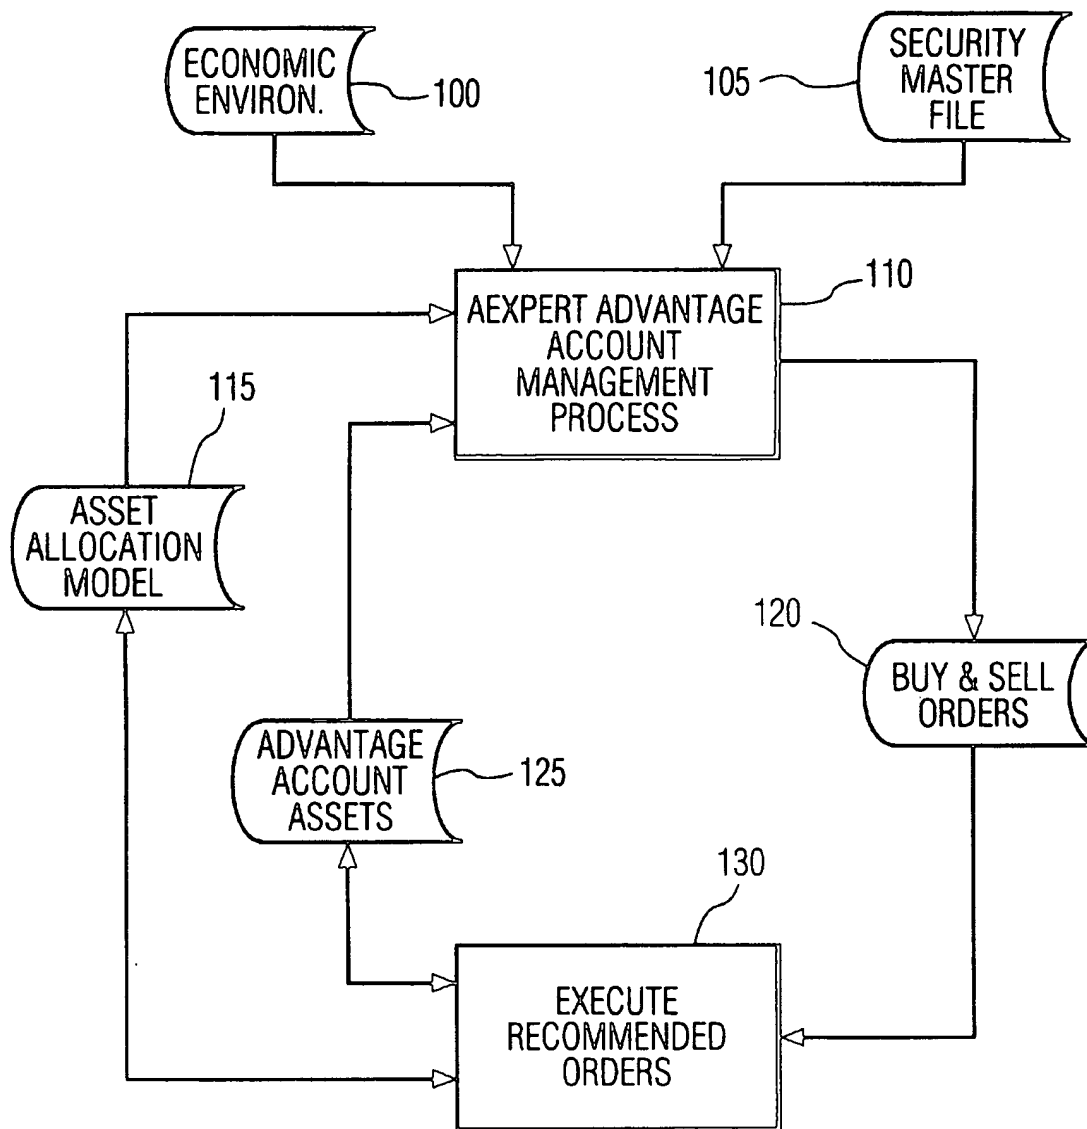 ECONOMIC
ENVIRON.
100
105
SECURITY
MASTER
FILE
110
AEXPERT ADVANTAGE
ACCOUNT
MANAGEMENT
PROCESS
115
ASSET
ALLOCATION
MODEL
120
BUY & SELL
ORDERS
ADVANTAGE
ACCOUNT
ASSETS
125
130
EXECUTE
RECOMMENDED
ORDERS